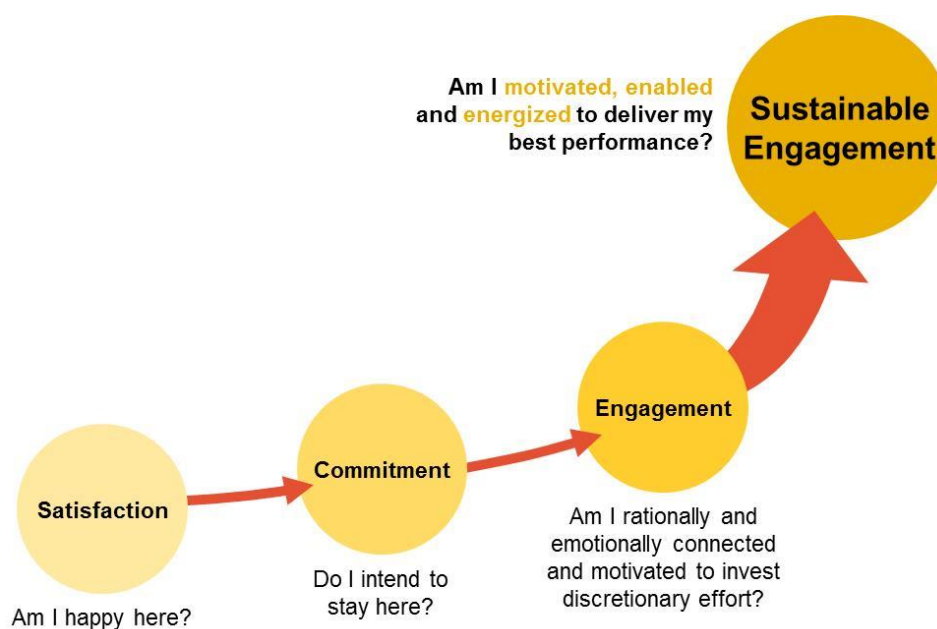 Am I motivated, enabled
and energized to deliver my
best performance?
Sustainable
Engagement
Satisfaction
Am I happy here?
Commitment
Do I intend to
stay here?
Engagement
Am I rationally and
emotionally connected
and motivated to invest
discretionary effort?